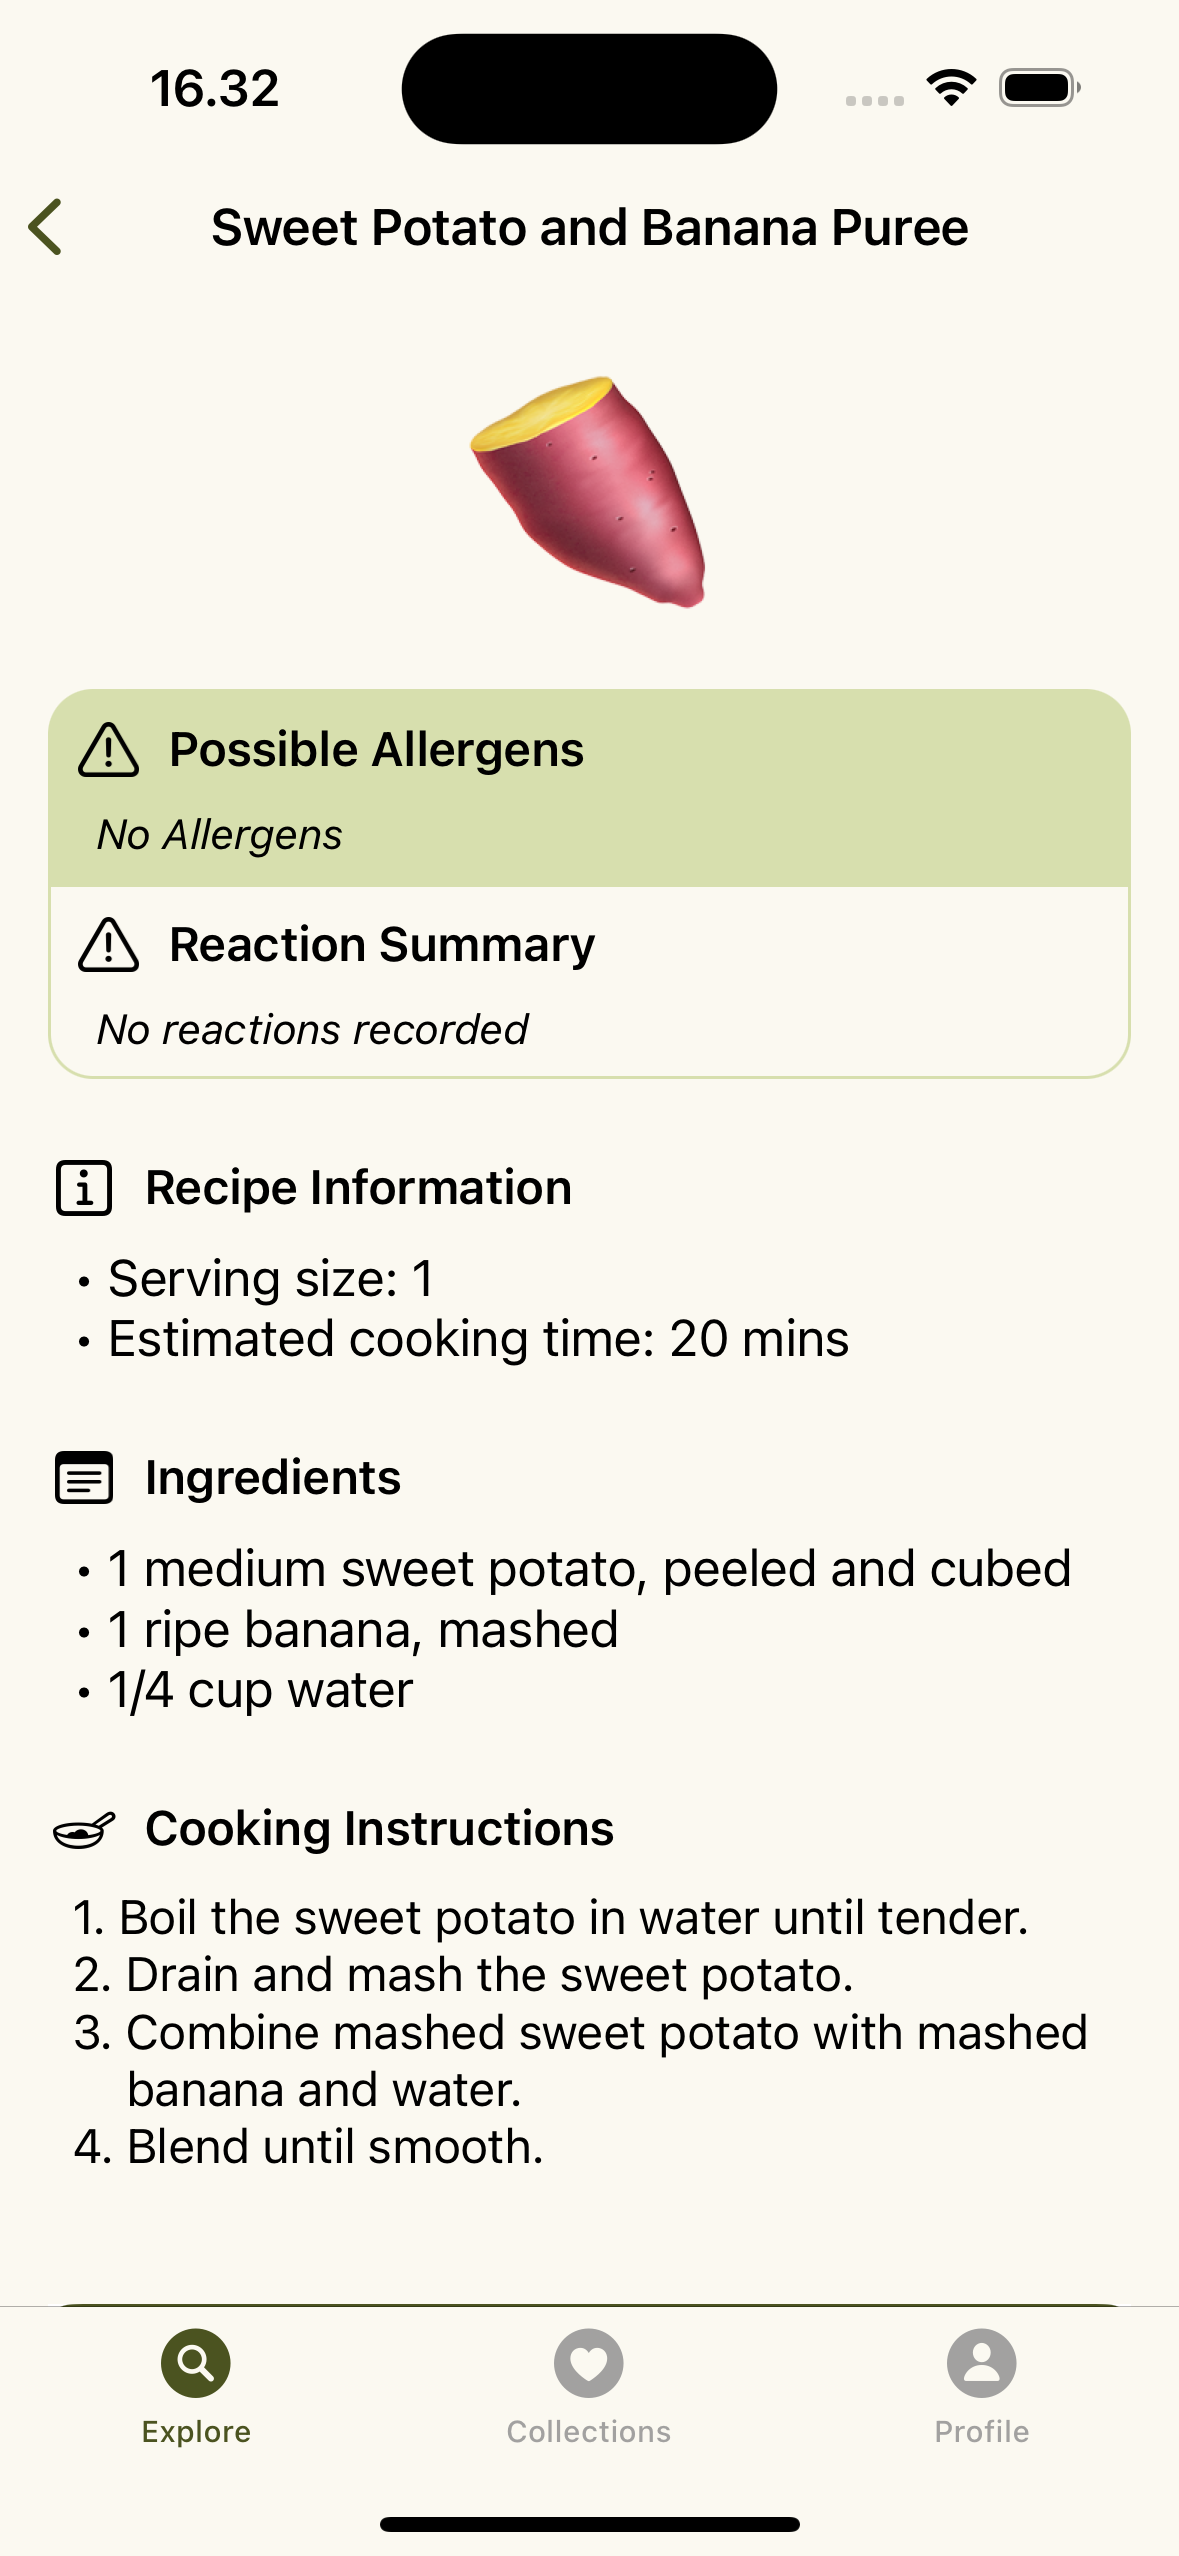 16.32
Sweet Potato and Banana Puree
Possible Allergens
No Allergens
Reaction Summary
No reactions recorded
Recipe Information
• Serving size: 1
• Estimated cooking time: 20 mins
Ingredients
• 1 medium sweet potato, peeled and cubed
• 1 ripe banana, mashed
• 1/4 cup water
Cooking Instructions
1. Boil the sweet potato in water until tender.
2. Drain and mash the sweet potato.
3. Combine mashed sweet potato with mashed
banana and water.
4. Blend until smooth.
Explore
Collections
Profile